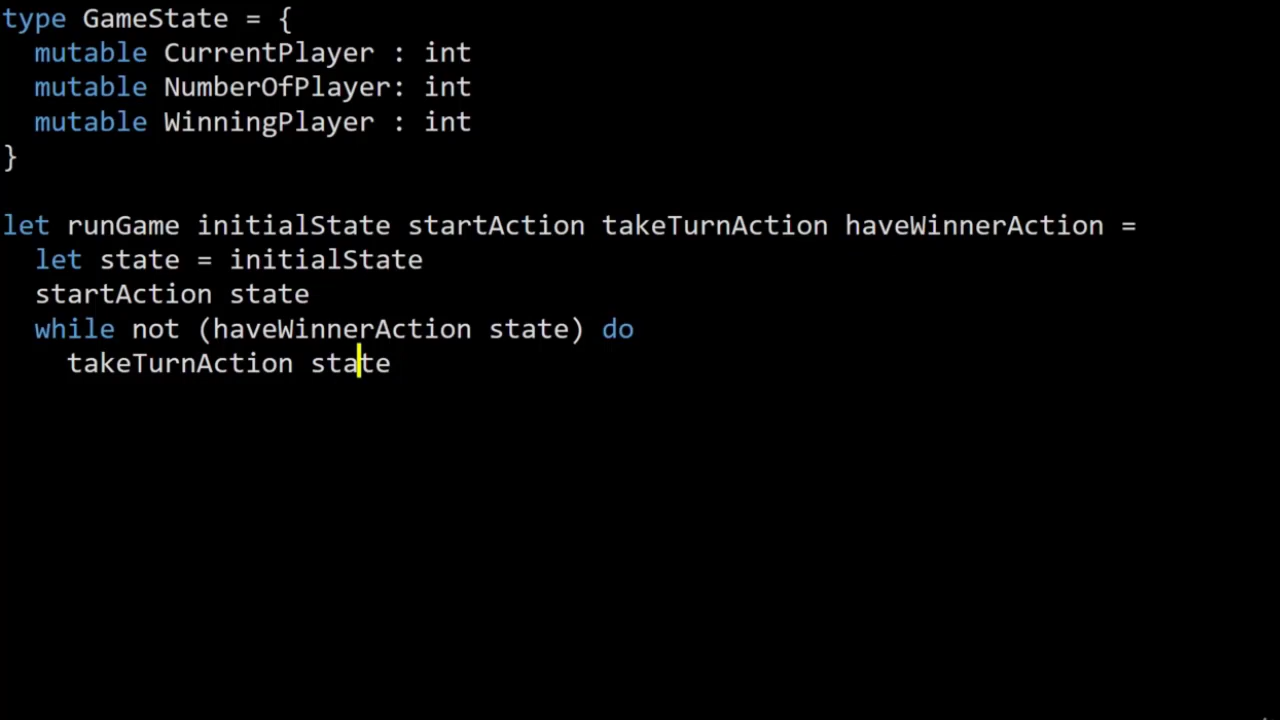 type GameState = {
  mutable CurrentPlayer : int
  mutable NumberOfPlayer: int
  mutable WinningPlayer : int
}

let runGame initialState startAction takeTurnAction haveWinnerAction =
  let state = initialState
  startAction state
  while not (haveWinnerAction state) do
    takeTurnAction state